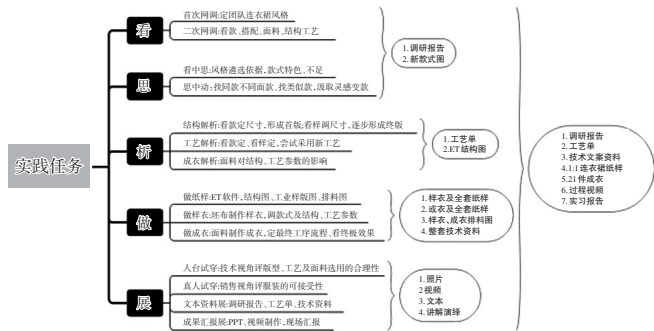 实践任务
看
首次网调:定团队连衣裙风格
二次网调:看款、搭配、面料、结构工艺
思
看中思:风格遴选依据,款式特色、不足
思中动:找同款不同面款、找类似款,汲取灵感变款
1.调研报告
2.新款式图
析
结构解析:看款定尺寸,形成首版;看样调尺寸,逐步形成终版
工艺解析:看款定、看样定,尝试采用新工艺
成衣解析:面料对结构、工艺参数的影响
1.工艺单
2.ET结构图
做
做纸样:ET软件,结构图、工业样版图、排料图
做样衣:坯布制作样衣,调款式及结构、工艺参数
做成衣:面料制作成衣,定最终工序流程,看终极效果
1.样衣及全套纸样
2.或衣及全套纸样
3.样衣、成衣排料图
4.整套技术资料
展
人台试穿:技术视角评版型、工艺及面料选用的合理性
真人试穿:销售视角评服装的可接受性
文本资料展:调研报告、工艺单、技术资料
成果汇报展:PPT、视频制作,现场汇报
1.照片
2视频
3.文本
4.讲解演绎
1.调研报告
2.工艺单
3.技术文案资料
4.1:1连衣裙纸样
5.21件成衣
6.过程视频
7.实习报告